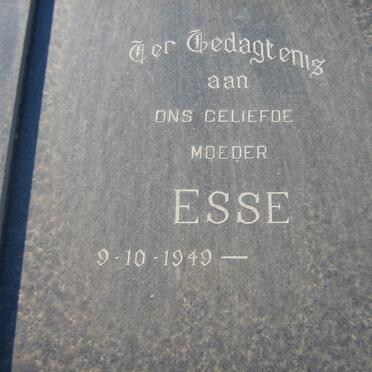 Ter Gedagtenis
aan
ONS GELIEFDE
MOEDER
ESSE
9-10-1949 —